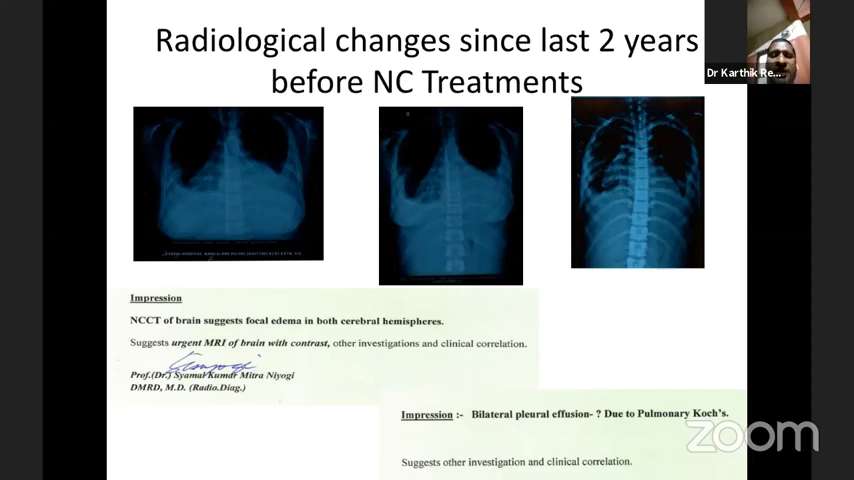 Radiological changes since last 2 years
before NC Treatments
Dr Karthik Re...
Impression
NCCT of brain suggests focal edema in both cerebral hemispheres.
Suggests urgent MRI of brain with contrast, other investigations and clinical correlation.
Prof.(Dr.) Syamal Kumar Mitra Niyogi
DMRD, M.D. (Radio.Diag.)
Impression :- Bilateral pleural effusion- ? Due to Pulmonary Koch's.
Suggests other investigation and clinical correlation.
zoom